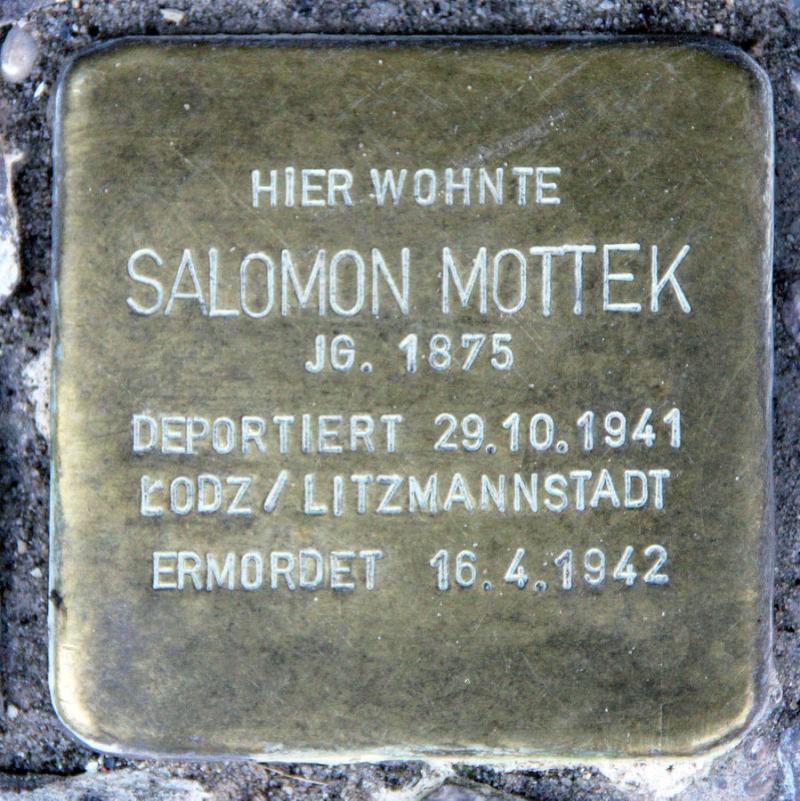 HIER WOHNTE
SALOMON MOTTEK
JG. 1875
DEPORTIERT 29.10.1941
ŁODZ/LITZMANNSTADT
ERMORDET 16.4.1942